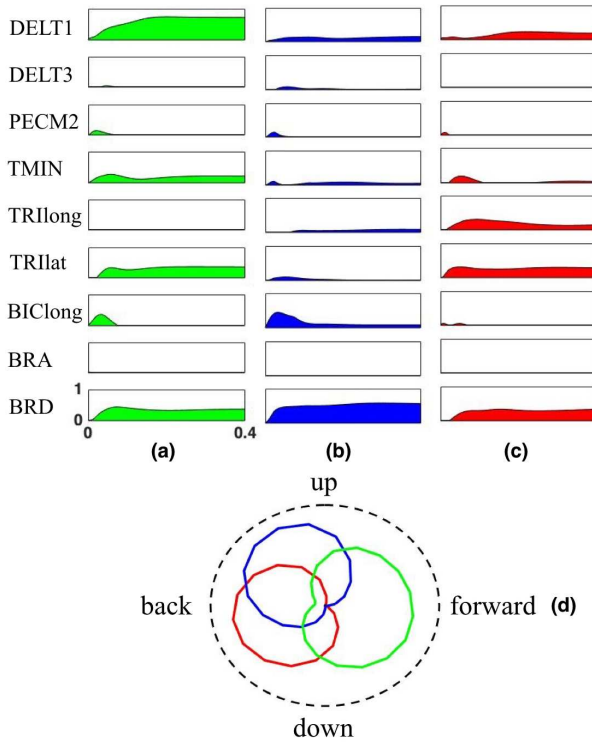 DELT1
DELT3
PECM2
TMIN
TRIlong
TRIlat
BIClong
BRA
BRD
1
0
0 0.4
(a) (b) (c)
up
back forward (d)
down